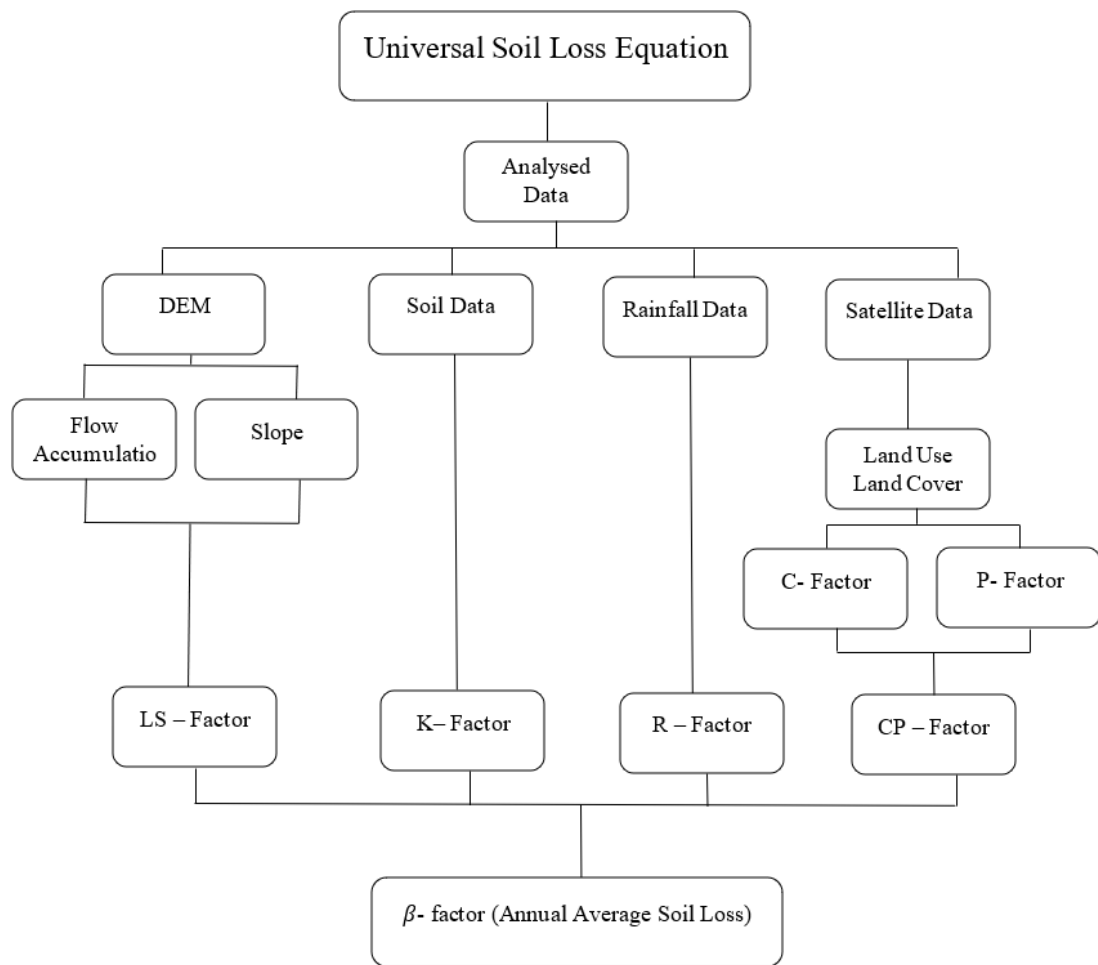 Universal Soil Loss Equation
Analysed
Data
DEM
Soil Data
Rainfall Data
Satellite Data
Flow
Accumulatio
Slope
Land Use
Land Cover
C- Factor
P- Factor
LS – Factor
K– Factor
R – Factor
CP – Factor
β- factor (Annual Average Soil Loss)